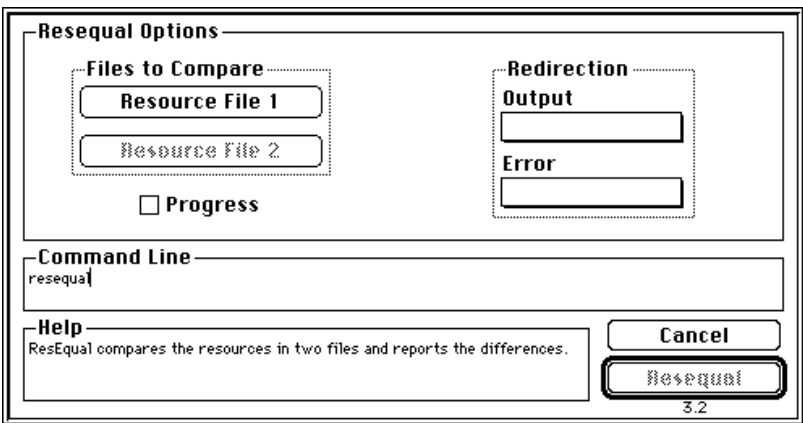 Resequal Options
Files to Compare
Resource File 1
Resource File 2
Progress
Redirection
Output
Error
Command Line
resequal
Help
ResEqual compares the resources in two files and reports the differences.
Cancel
Resequal
3.2